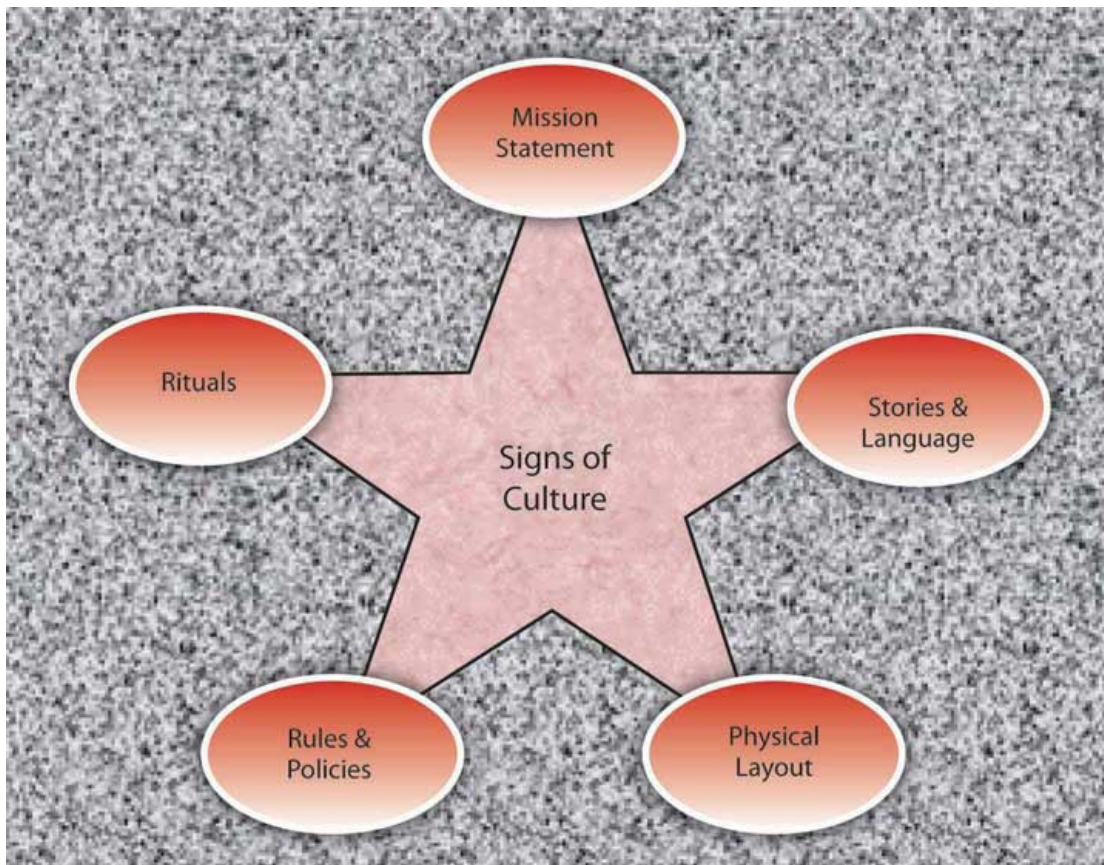 Mission
Statement
Rituals
Stories &
Language
Signs of
Culture
Rules &
Policies
Physical
Layout